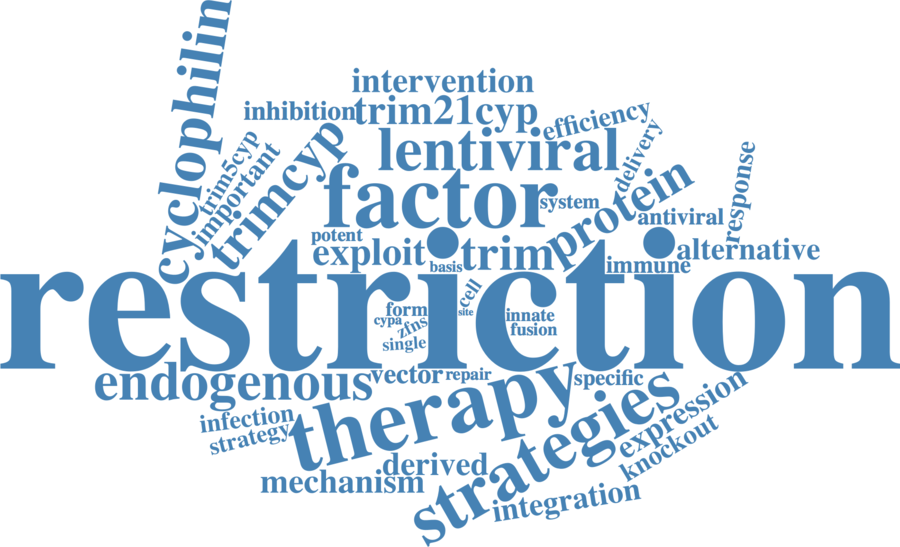 cyclophilin
intervention
inhibition
trim21cyp
efficiency
lentiviral
delivery
trim5cyp
important
trimcyp
factor
system
protein
response
antiviral
potent
exploit
basis
trim
immune
alternative
restriction
form
cypa
zfns
single
cell
site
innate
fusion
endogenous
vector
repair
specific
therapy
strategies
infection
strategy
expression
knockout
derived
mechanism
integration